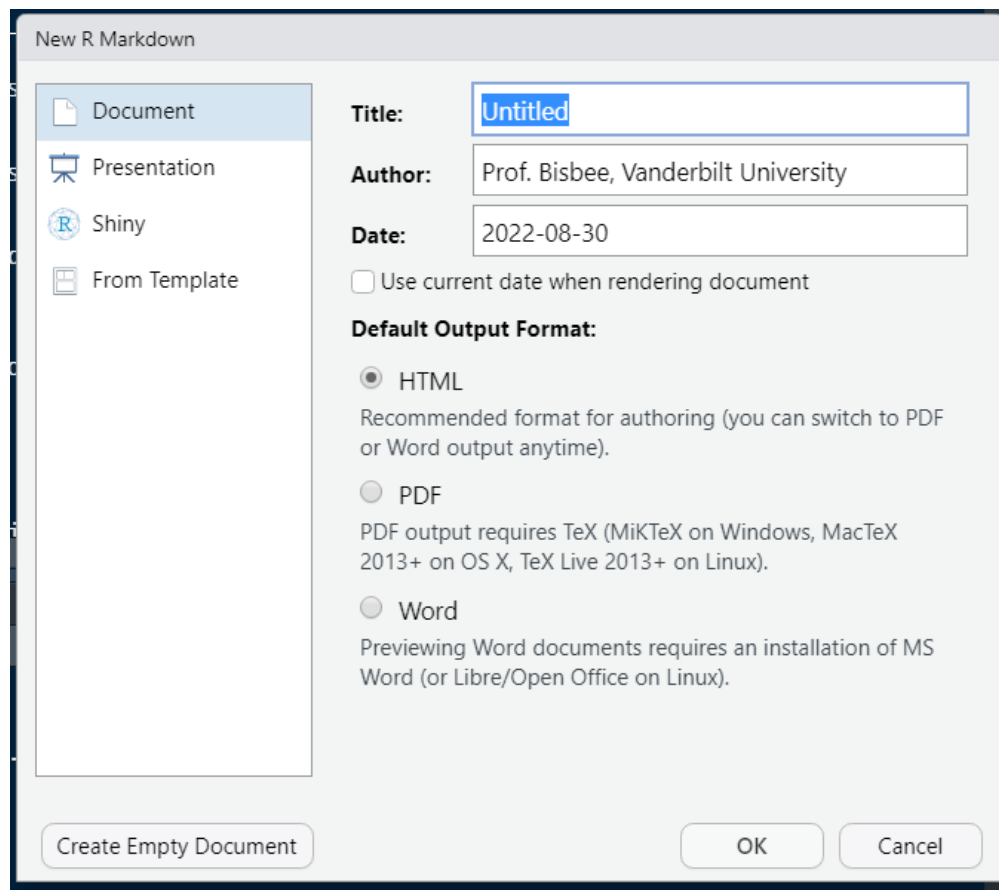 New R Markdown
Document
Presentation
Shiny
From Template
Title: Untitled
Author: Prof. Bisbee, Vanderbilt University
Date: 2022-08-30
Use current date when rendering document
Default Output Format:
HTML
Recommended format for authoring (you can switch to PDF
or Word output anytime).
PDF
PDF output requires TeX (MiKTeX on Windows, MacTeX
2013+ on OS X, TeX Live 2013+ on Linux).
Word
Previewing Word documents requires an installation of MS
Word (or Libre/Open Office on Linux).
Create Empty Document
OK
Cancel